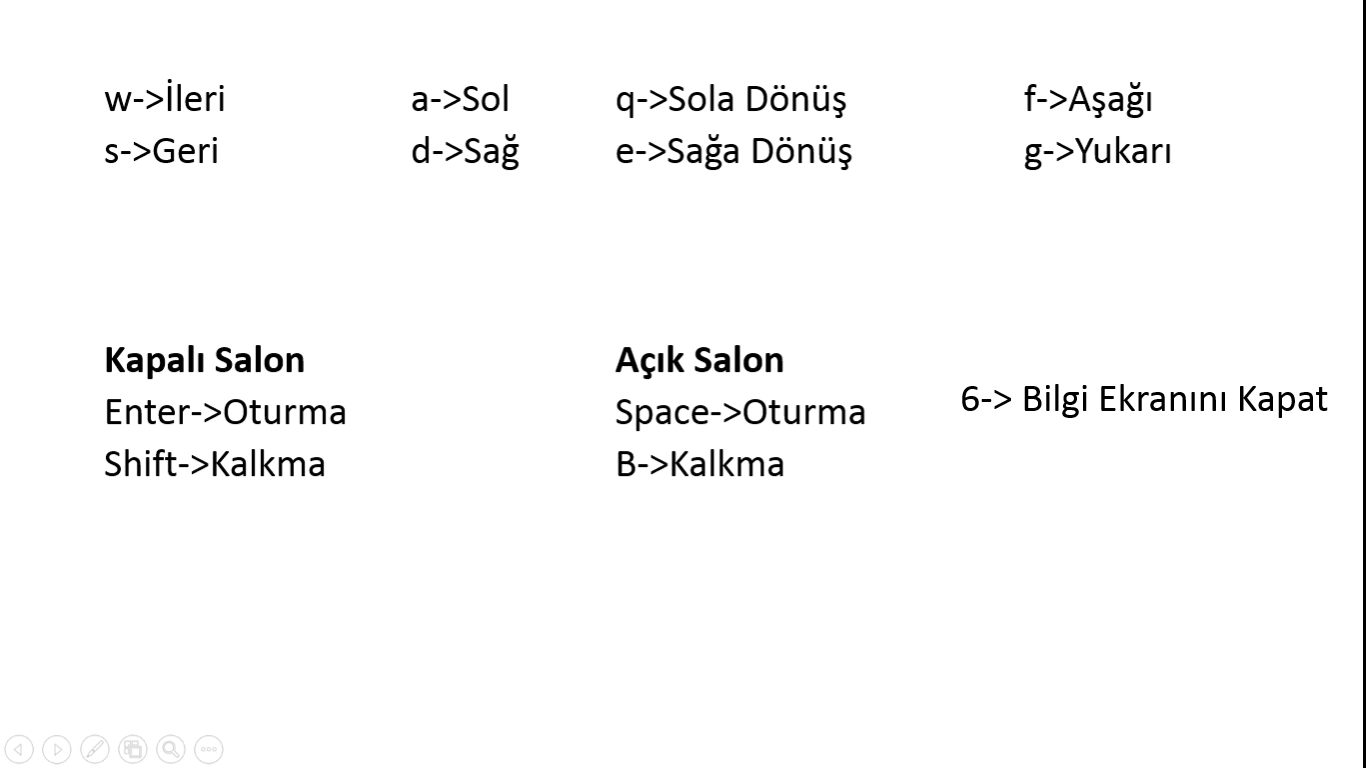 w->İleri a->Sol q->Sola Dönüş f->Aşağı
s->Geri d->Sağ e->Sağa Dönüş g->Yukarı
Kapalı Salon Açık Salon
Enter->Oturma Space->Oturma 6-> Bilgi Ekranını Kapat
Shift->Kalkma B->Kalkma